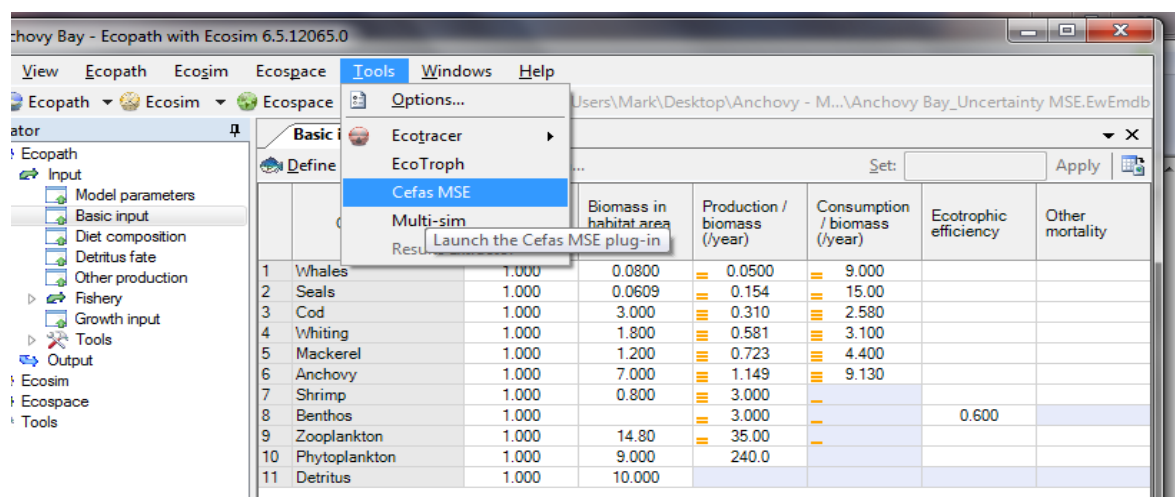 chovy Bay - Ecopath with Ecosim 6.5.12065.0
View Ecopath Ecosim Ecospace Tools Windows Help
Ecopath Ecosim Ecospace Users\Mark\Desktop\Anchovy - M...\Anchovy Bay_Uncertainty MSE.EwEmdb
Options...
Ecotracer
EcoTroph
Cefas MSE
Multi-sim
Launch the Cefas MSE plug-in
ator
Ecopath
Input
Model parameters
Basic input
Diet composition
Detritus fate
Other production
Fishery
Growth input
Tools
Output
Ecosim
Ecospace
Tools
Basic i
Define ... Set: Apply
Biomass in habitat area Production / biomass (/year) Consumption / biomass (/year) Ecotrophic efficiency Other mortality
1 Whales 1.000 0.0800 0.0500 9.000
2 Seals 1.000 0.0609 0.154 15.00
3 Cod 1.000 3.000 0.310 2.580
4 Whiting 1.000 1.800 0.581 3.100
5 Mackerel 1.000 1.200 0.723 4.400
6 Anchovy 1.000 7.000 1.149 9.130
7 Shrimp 1.000 0.800 3.000
8 Benthos 1.000 3.000 0.600
9 Zooplankton 1.000 14.80 35.00
10 Phytoplankton 1.000 9.000 240.0
11 Detritus 1.000 10.000